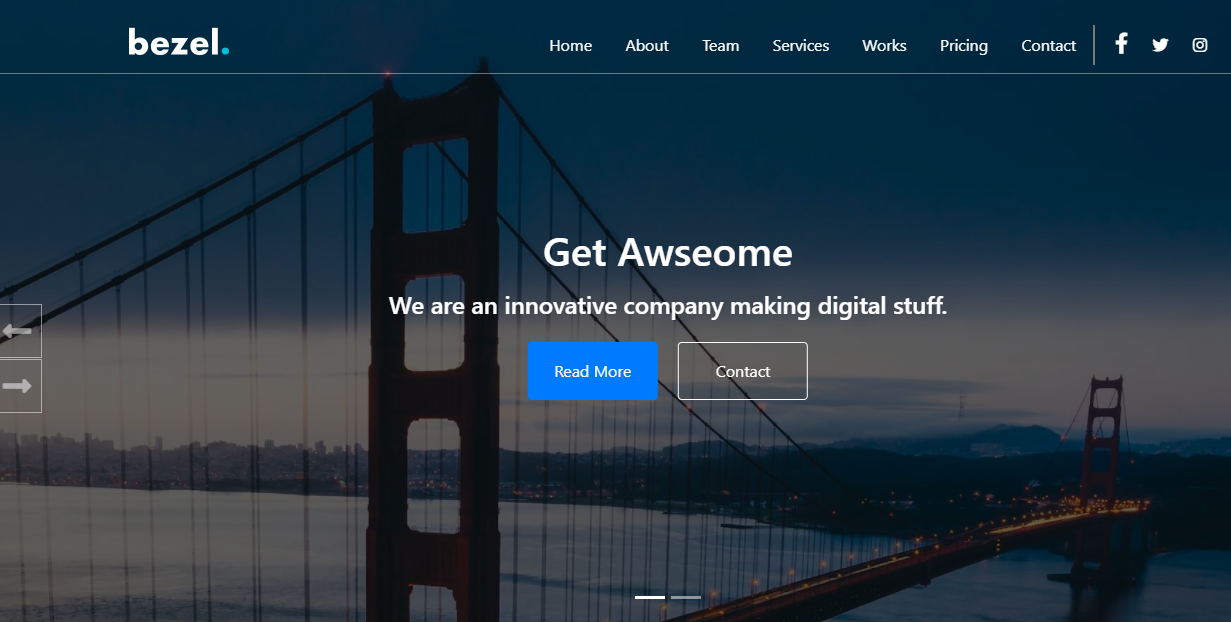 bezel.
Home About Team Services Works Pricing Contact
Get Awseome
We are an innovative company making digital stuff.
Read More Contact